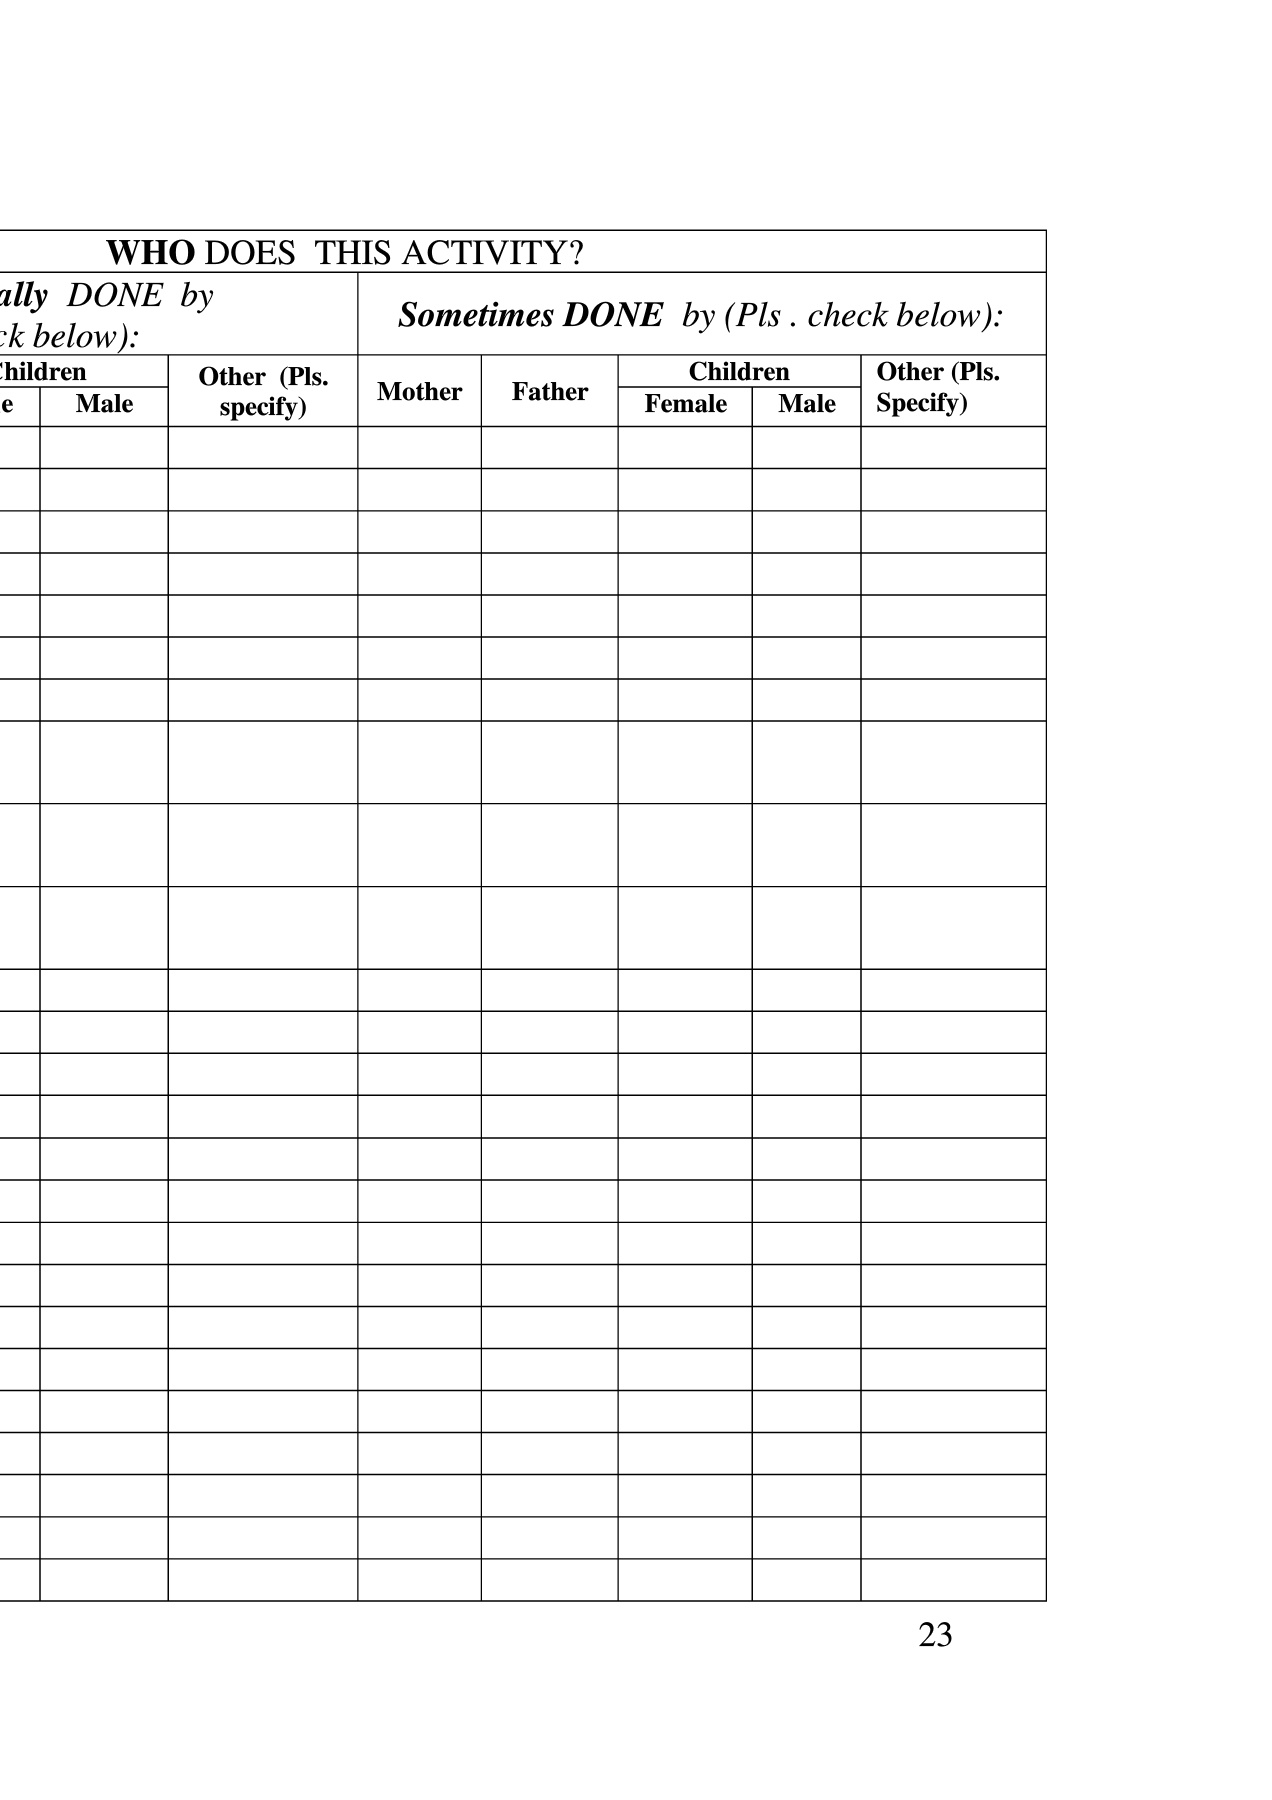 WHO DOES THIS ACTIVITY?
ally DONE by
ck below):
Sometimes DONE by (Pls . check below):
Children
e
Male
Other (Pls.
specify)
Mother
Father
Children
Female
Male
Other (Pls.
Specify)
23